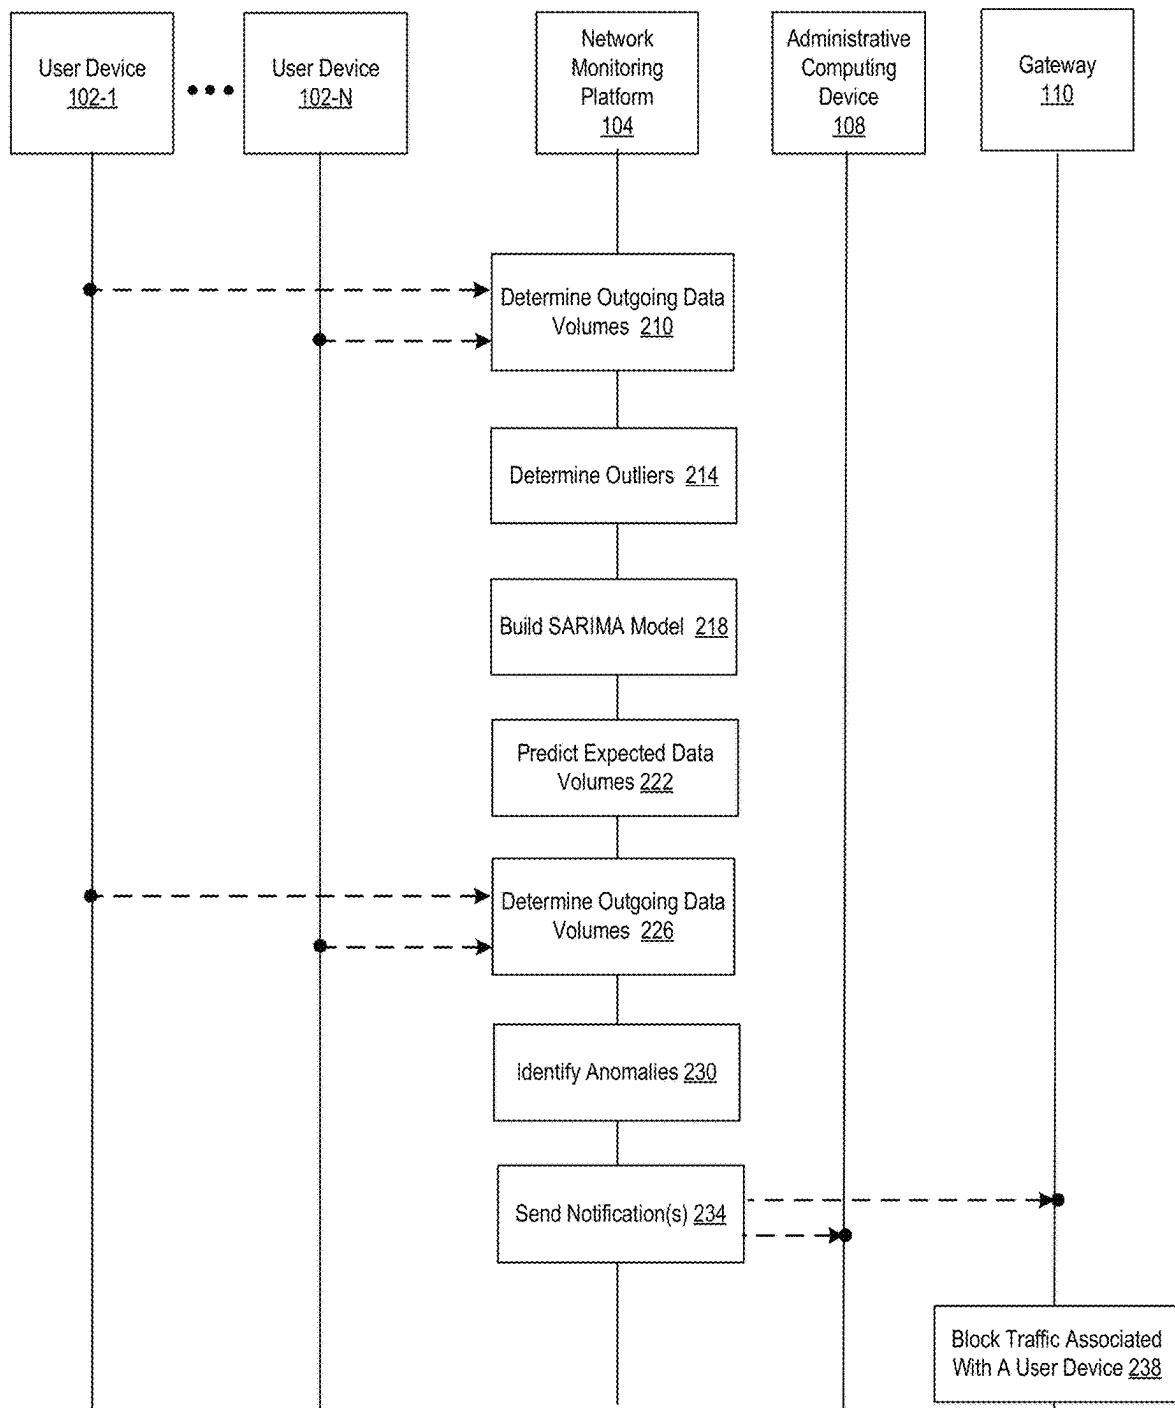 User Device
102-1
User Device
102-N
Network
Monitoring
Platform
104
Administrative
Computing
Device
108
Gateway
110
Determine Outgoing Data
Volumes 210
Determine Outliers 214
Build SARIMA Model 218
Predict Expected Data
Volumes 222
Determine Outgoing Data
Volumes 226
Identify Anomalies 230
Send Notification(s) 234
Block Traffic Associated
With A User Device 238